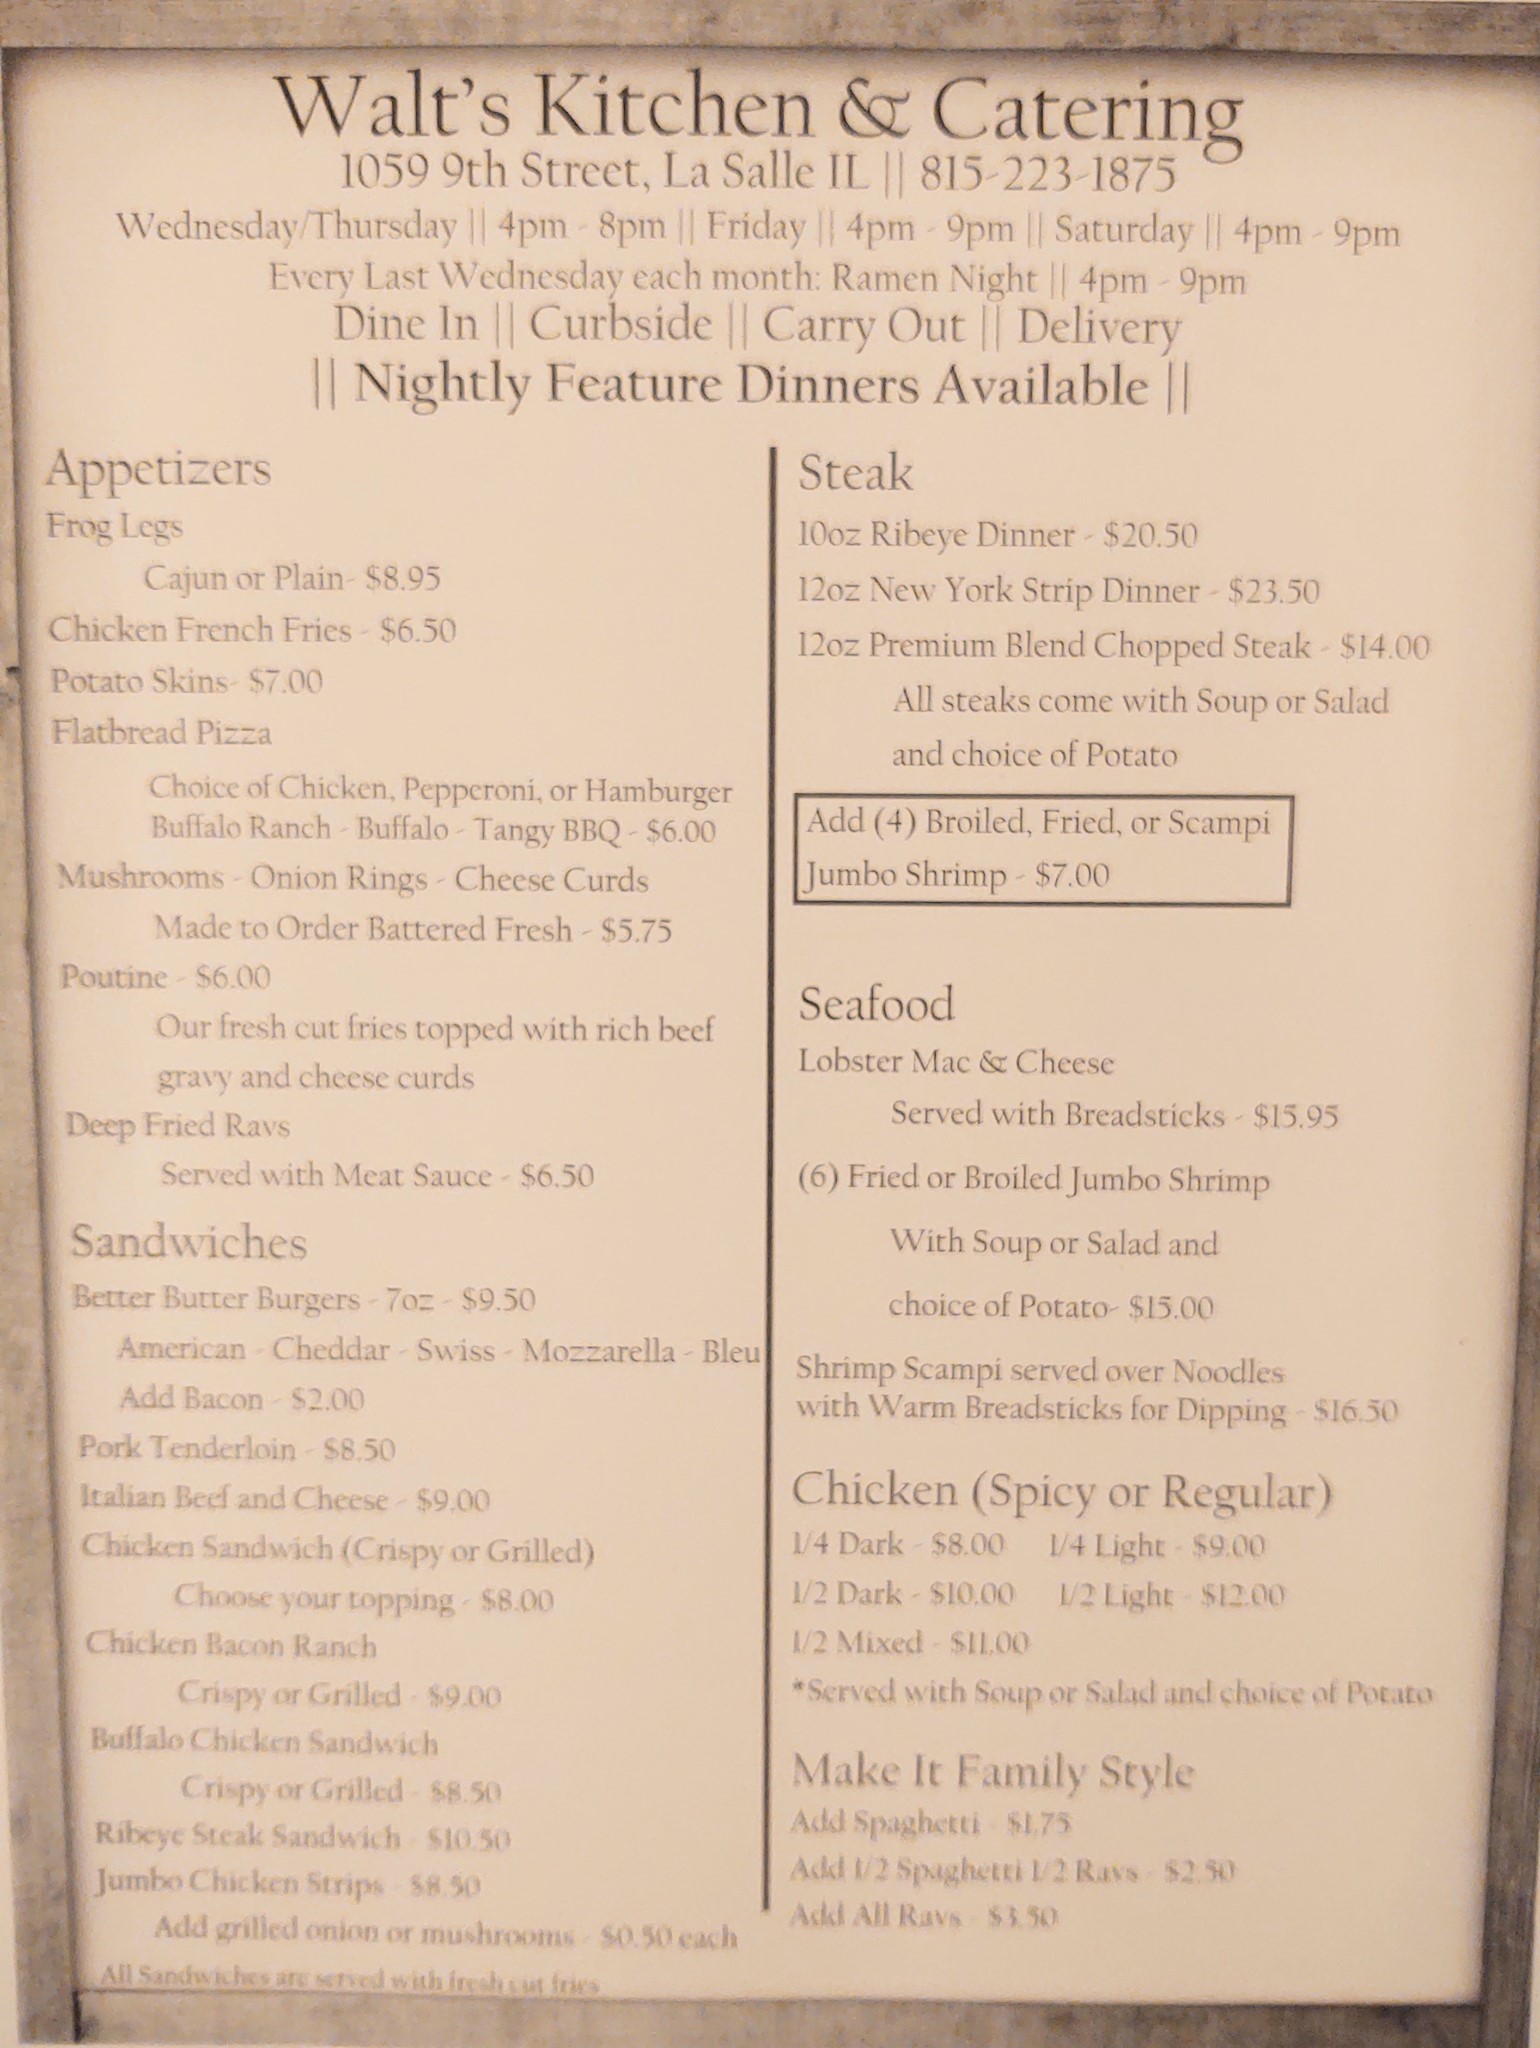 Walt's Kitchen & Catering
1059 9th Street, La Salle IL || 815-223-1875
Wednesday/Thursday || 4pm - 8pm || Friday || 4pm - 9pm || Saturday || 4pm - 9pm
Every Last Wednesday each month: Ramen Night || 4pm - 9pm
Dine In || Curbside || Carry Out || Delivery
|| Nightly Feature Dinners Available ||
Appetizers
Frog Legs
Cajun or Plain- $8.95
Chicken French Fries - $6.50
Potato Skins- $7.00
Flatbread Pizza
Choice of Chicken, Pepperoni, or Hamburger
Buffalo Ranch - Buffalo - Tangy BBQ - $6.00
Mushrooms - Onion Rings - Cheese Curds
Made to Order Battered Fresh - $5.75
Poutine - $6.00
Our fresh cut fries topped with rich beef
gravy and cheese curds
Deep Fried Ravs
Served with Meat Sauce - $6.50
Sandwiches
Better Butter Burgers - 7oz - $9.50
American - Cheddar - Swiss - Mozzarella - Bleu
Add Bacon - $2.00
Pork Tenderloin - $8.50
Italian Beef and Cheese - $9.00
Chicken Sandwich (Crispy or Grilled)
Choose your topping - $8.00
Chicken Bacon Ranch
Crispy or Grilled - $9.00
Buffalo Chicken Sandwich
Crispy or Grilled - $8.50
Ribeye Steak Sandwich - $10.50
Jumbo Chicken Strips - $8.50
Add grilled onion or mushrooms - $0.50 each
All Sandwiches are served with fresh cut fries
Steak
10oz Ribeye Dinner - $20.50
12oz New York Strip Dinner - $23.50
12oz Premium Blend Chopped Steak - $14.00
All steaks come with Soup or Salad
and choice of Potato
Add (4) Broiled, Fried, or Scampi
Jumbo Shrimp - $7.00
Seafood
Lobster Mac & Cheese
Served with Breadsticks - $15.95
(6) Fried or Broiled Jumbo Shrimp
With Soup or Salad and
choice of Potato- $15.00
Shrimp Scampi served over Noodles
with Warm Breadsticks for Dipping - $16.50
Chicken (Spicy or Regular)
1/4 Dark - $8.00 1/4 Light - $9.00
1/2 Dark - $10.00 1/2 Light - $12.00
1/2 Mixed - $11.00
*Served with Soup or Salad and choice of Potato
Make It Family Style
Add Spaghetti - $1.75
Add 1/2 Spaghetti 1/2 Ravs - $2.50
Add All Ravs - $3.50